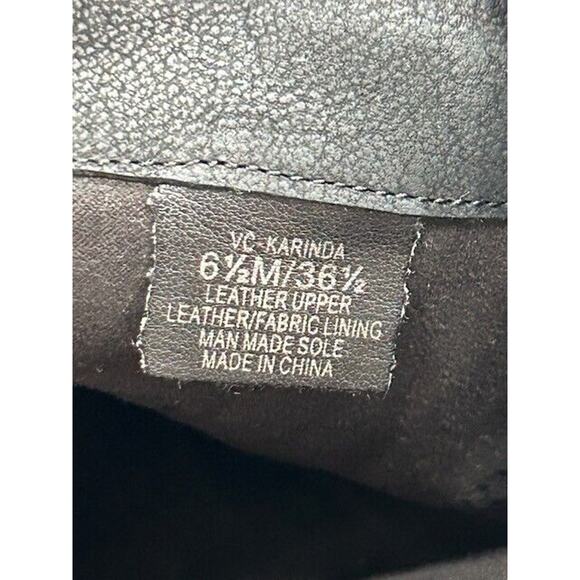 VC-KARINDA
6½M/36½
LEATHER UPPER
LEATHER/FABRIC LINING
MAN MADE SOLE
MADE IN CHINA